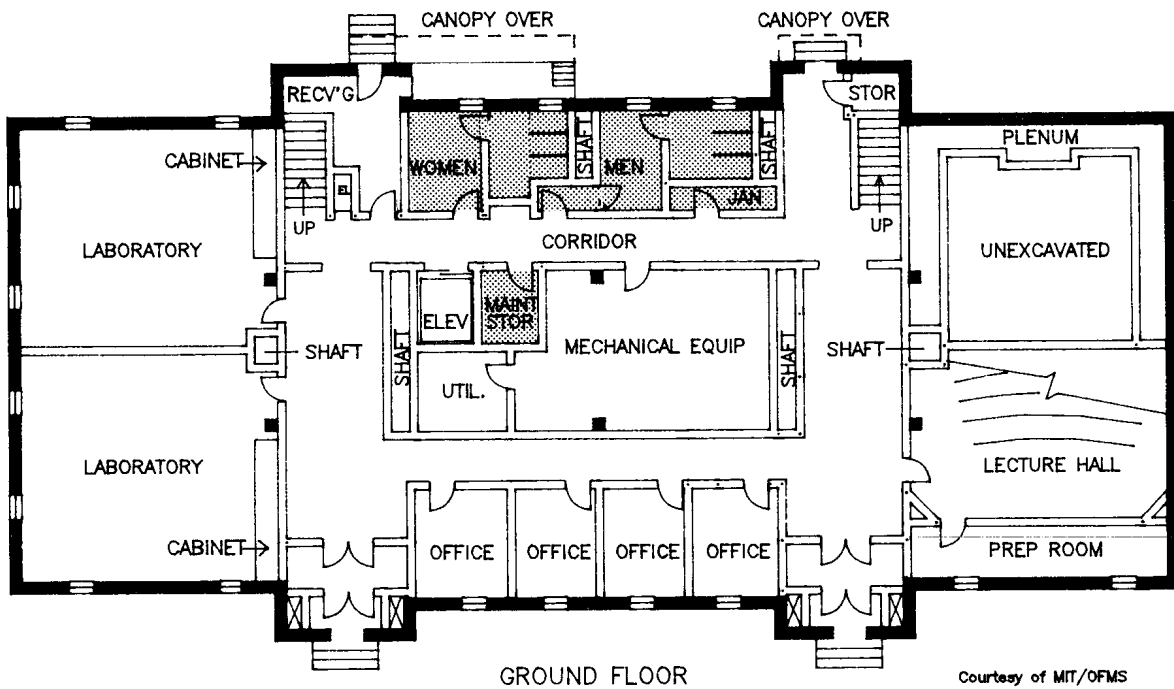 CANOPY OVER
CANOPY OVER
RECV'G
STOR
PLENUM
CABINET
WOMEN
SHAFT
MEN
SHAFT
EL
JAN
UP
UP
CORRIDOR
LABORATORY
UNEXCAVATED
MAINT
STOR
ELEV
SHAFT
SHAFT
MECHANICAL EQUIP
SHAFT
SHAFT
UTIL.
LABORATORY
LECTURE HALL
CABINET
OFFICE
OFFICE
OFFICE
OFFICE
PREP ROOM
GROUND FLOOR
Courtesy of MIT/OFMS